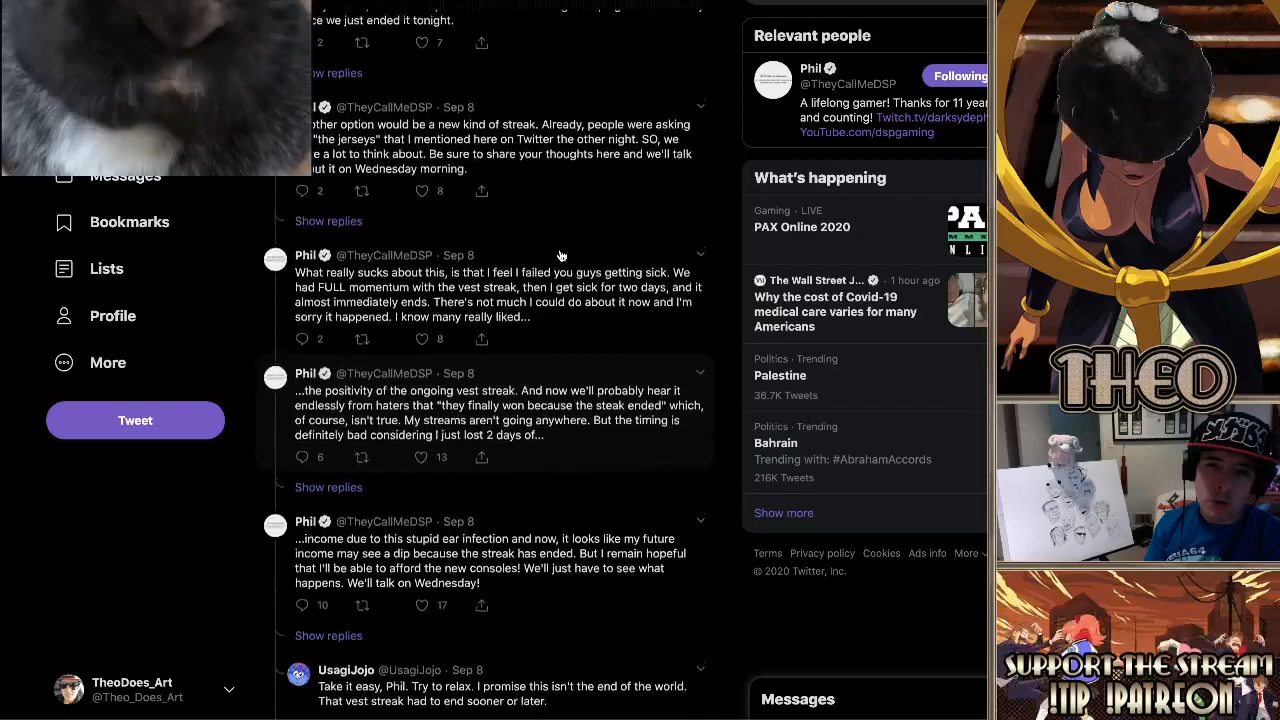 ce we just ended it tonight.
2
7
ow replies
l @TheyCallMeDSP · Sep 8
other option would be a new kind of streak. Already, people were asking
"the jerseys" that I mentioned here on Twitter the other night. SO, we
e a lot to think about. Be sure to share your thoughts here and we'll talk
out it on Wednesday morning.
2
8
Show replies
Phil @TheyCallMeDSP · Sep 8
What really sucks about this, is that I feel I failed you guys getting sick. We
had FULL momentum with the vest streak, then I get sick for two days, and it
almost immediately ends. There's not much I could do about it now and I'm
sorry it happened. I know many really liked...
2
8
Phil @TheyCallMeDSP · Sep 8
...the positivity of the ongoing vest streak. And now we'll probably hear it
endlessly from haters that "they finally won because the steak ended" which,
of course, isn't true. My streams aren't going anywhere. But the timing is
definitely bad considering I just lost 2 days of...
6
13
Show replies
Phil @TheyCallMeDSP · Sep 8
...income due to this stupid ear infection and now, it looks like my future
income may see a dip because the streak has ended. But I remain hopeful
that I'll be able to afford the new consoles! We'll just have to see what
happens. We'll talk on Wednesday!
10
17
Show replies
UsagiJojo @UsagiJojo · Sep 8
Take it easy, Phil. Try to relax. I promise this isn't the end of the world.
That vest streak had to end sooner or later.
Messages
Bookmarks
Lists
Profile
More
Tweet
TheoDoes_Art
@Theo_Does_Art
Relevant people
Phil
@TheyCallMeDSP
Following
A lifelong gamer! Thanks for 11 year
and counting! Twitch.tv/darksydeph
YouTube.com/dspgaming
What's happening
Gaming · LIVE
PAX Online 2020
PA
NLI
The Wall Street J... · 1 hour ago
Why the cost of Covid-19
medical care varies for many
Americans
Politics · Trending
Palestine
36.7K Tweets
Politics · Trending
Bahrain
Trending with: #AbrahamAccords
216K Tweets
Show more
Terms Privacy policy Cookies Ads info More
© 2020 Twitter, Inc.
Messages
THEO
SUPPORT THE STREAM
!TIP !PATREON